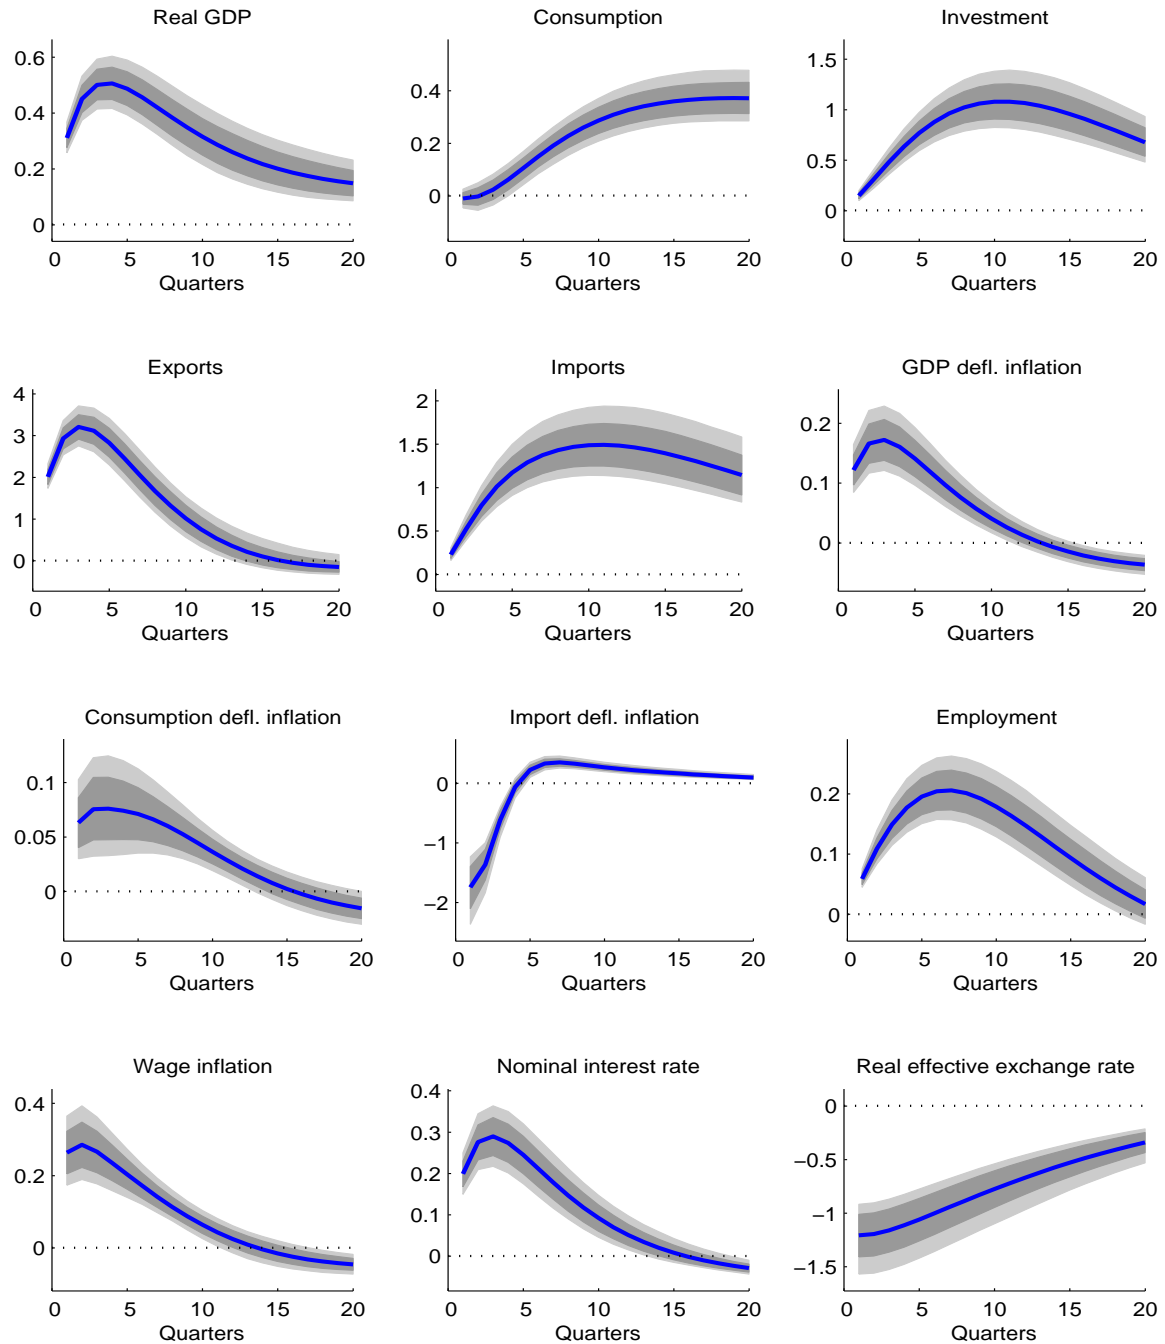 Real GDP
Consumption
Investment
0.6
0.4
0.2
0
0 5 10 15 20
Quarters
0.4
0.2
0
0 5 10 15 20
Quarters
1.5
1
0.5
0
0 5 10 15 20
Quarters
Exports
Imports
GDP defl. inflation
4
3
2
1
0
0 5 10 15 20
Quarters
2
1.5
1
0.5
0
0 5 10 15 20
Quarters
0.2
0.1
0
0 5 10 15 20
Quarters
Consumption defl. inflation
Import defl. inflation
Employment
0.1
0.05
0
0 5 10 15 20
Quarters
0
−1
−2
0 5 10 15 20
Quarters
0.2
0.1
0
0 5 10 15 20
Quarters
Wage inflation
Nominal interest rate
Real effective exchange rate
0.4
0.2
0
0 5 10 15 20
Quarters
0.4
0.3
0.2
0.1
0
0 5 10 15 20
Quarters
0
−0.5
−1
−1.5
0 5 10 15 20
Quarters